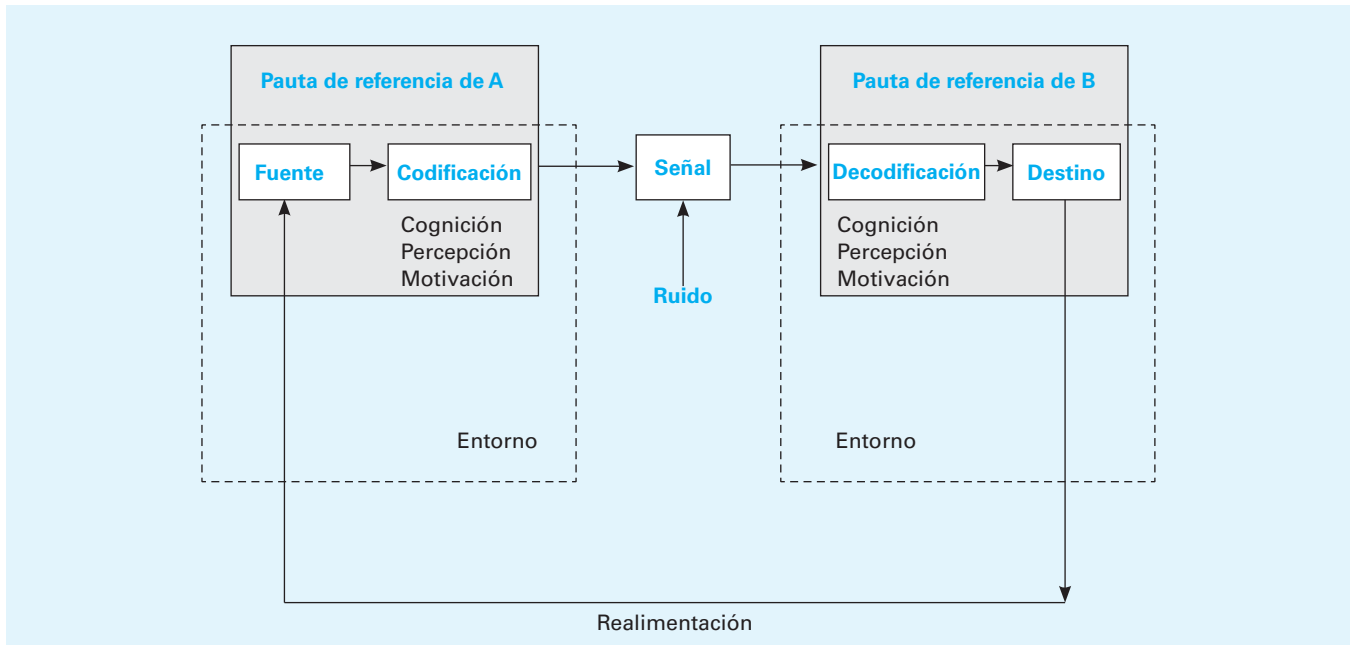 Pauta de referencia de A
Pauta de referencia de B
Fuente
Codificación
Señal
Decodificación
Destino
Cognición
Percepción
Motivación
Ruido
Cognición
Percepción
Motivación
Entorno
Entorno
Realimentación